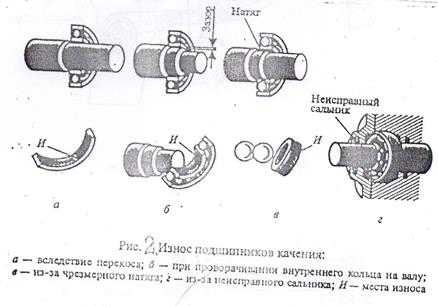 Натяг
Зазор
Неисправный
сальник
И
И
И
а
б
в
г
Рис. 2. Износ подшипников качения:
а — вследствие перекоса; б — при проворачивании внутреннего кольца на валу;
в — из-за чрезмерного натяга; г — из-за неисправного сальника; И — места износа